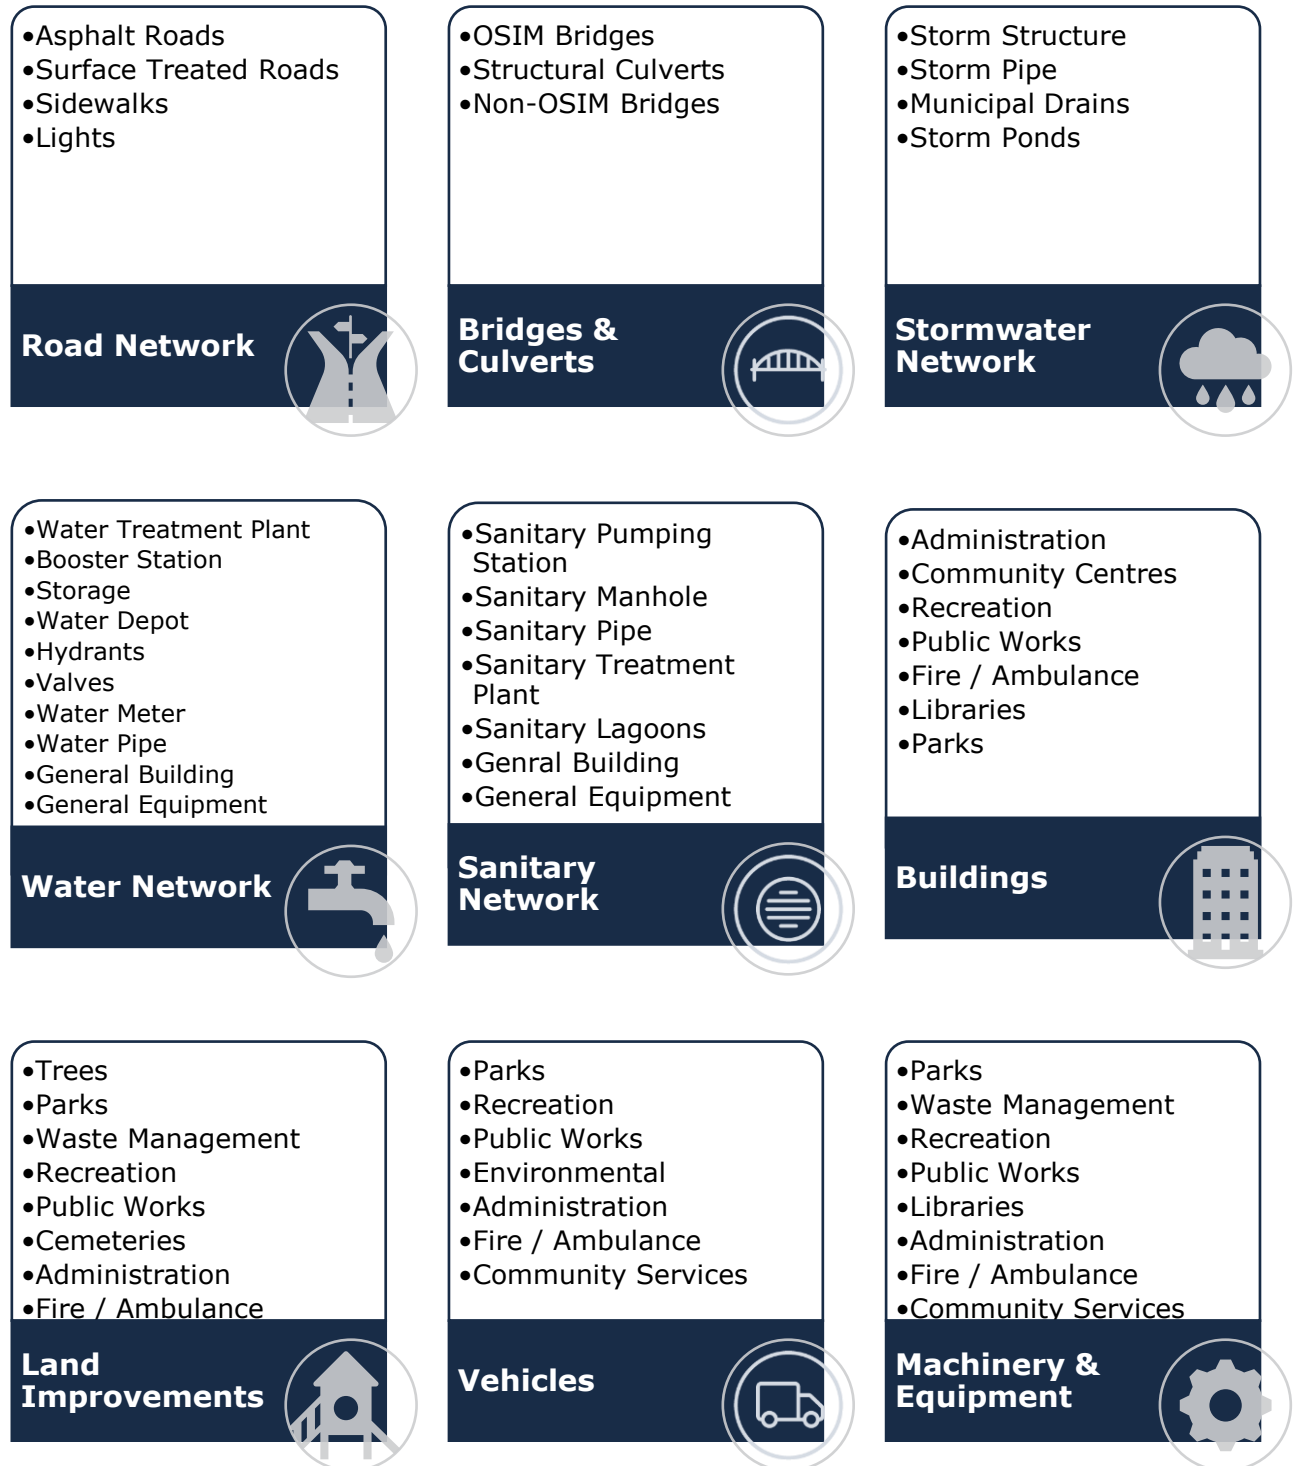 •Asphalt Roads
•Surface Treated Roads
•Sidewalks
•Lights
Road Network
•OSIM Bridges
•Structural Culverts
•Non-OSIM Bridges
Bridges &
Culverts
•Storm Structure
•Storm Pipe
•Municipal Drains
•Storm Ponds
Stormwater
Network
•Water Treatment Plant
•Booster Station
•Storage
•Water Depot
•Hydrants
•Valves
•Water Meter
•Water Pipe
•General Building
•General Equipment
Water Network
•Sanitary Pumping
Station
•Sanitary Manhole
•Sanitary Pipe
•Sanitary Treatment
Plant
•Sanitary Lagoons
•Genral Building
•General Equipment
Sanitary
Network
•Administration
•Community Centres
•Recreation
•Public Works
•Fire / Ambulance
•Libraries
•Parks
Buildings
•Trees
•Parks
•Waste Management
•Recreation
•Public Works
•Cemeteries
•Administration
•Fire / Ambulance
Land
Improvements
•Parks
•Recreation
•Public Works
•Environmental
•Administration
•Fire / Ambulance
•Community Services
Vehicles
•Parks
•Waste Management
•Recreation
•Public Works
•Libraries
•Administration
•Fire / Ambulance
•Community Services
Machinery &
Equipment